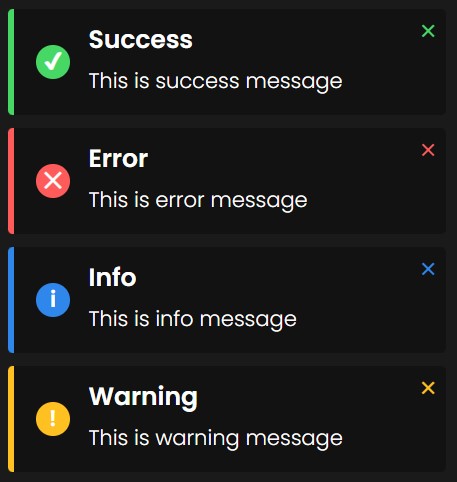 Success
This is success message
Error
This is error message
Info
This is info message
Warning
This is warning message